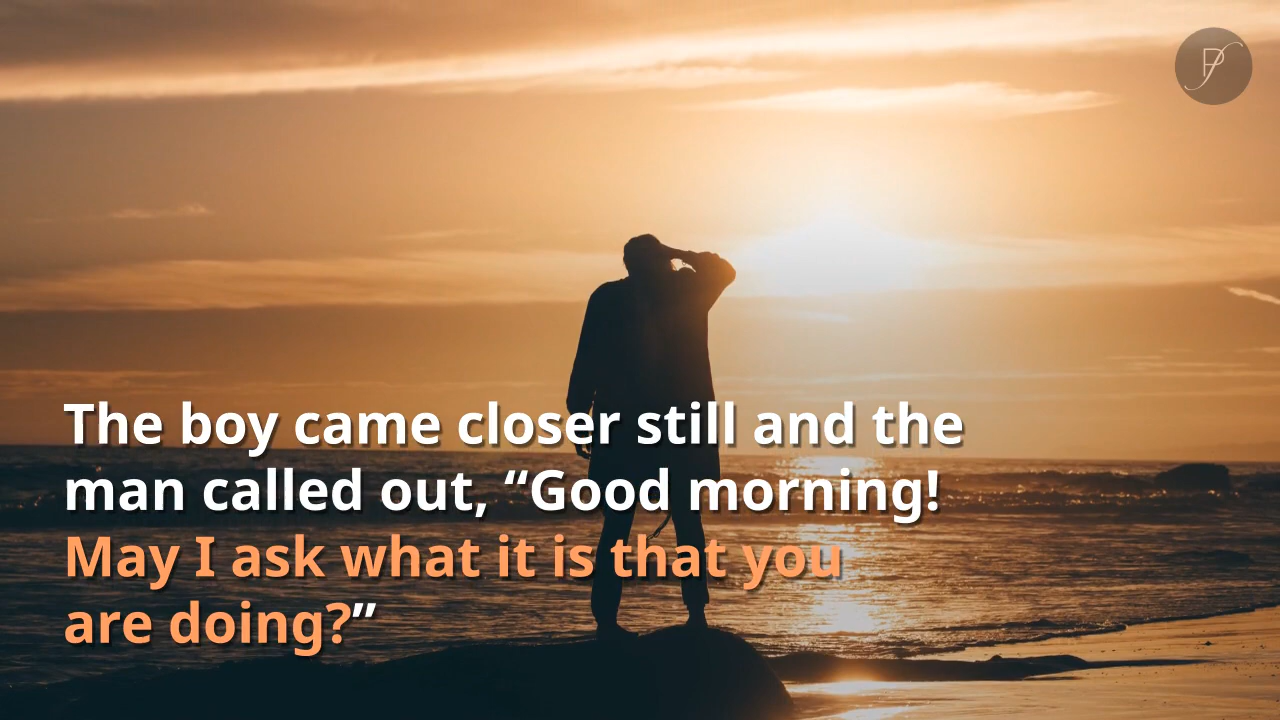 The boy came closer still and the
man called out, “Good morning!
May I ask what it is that you
are doing?”